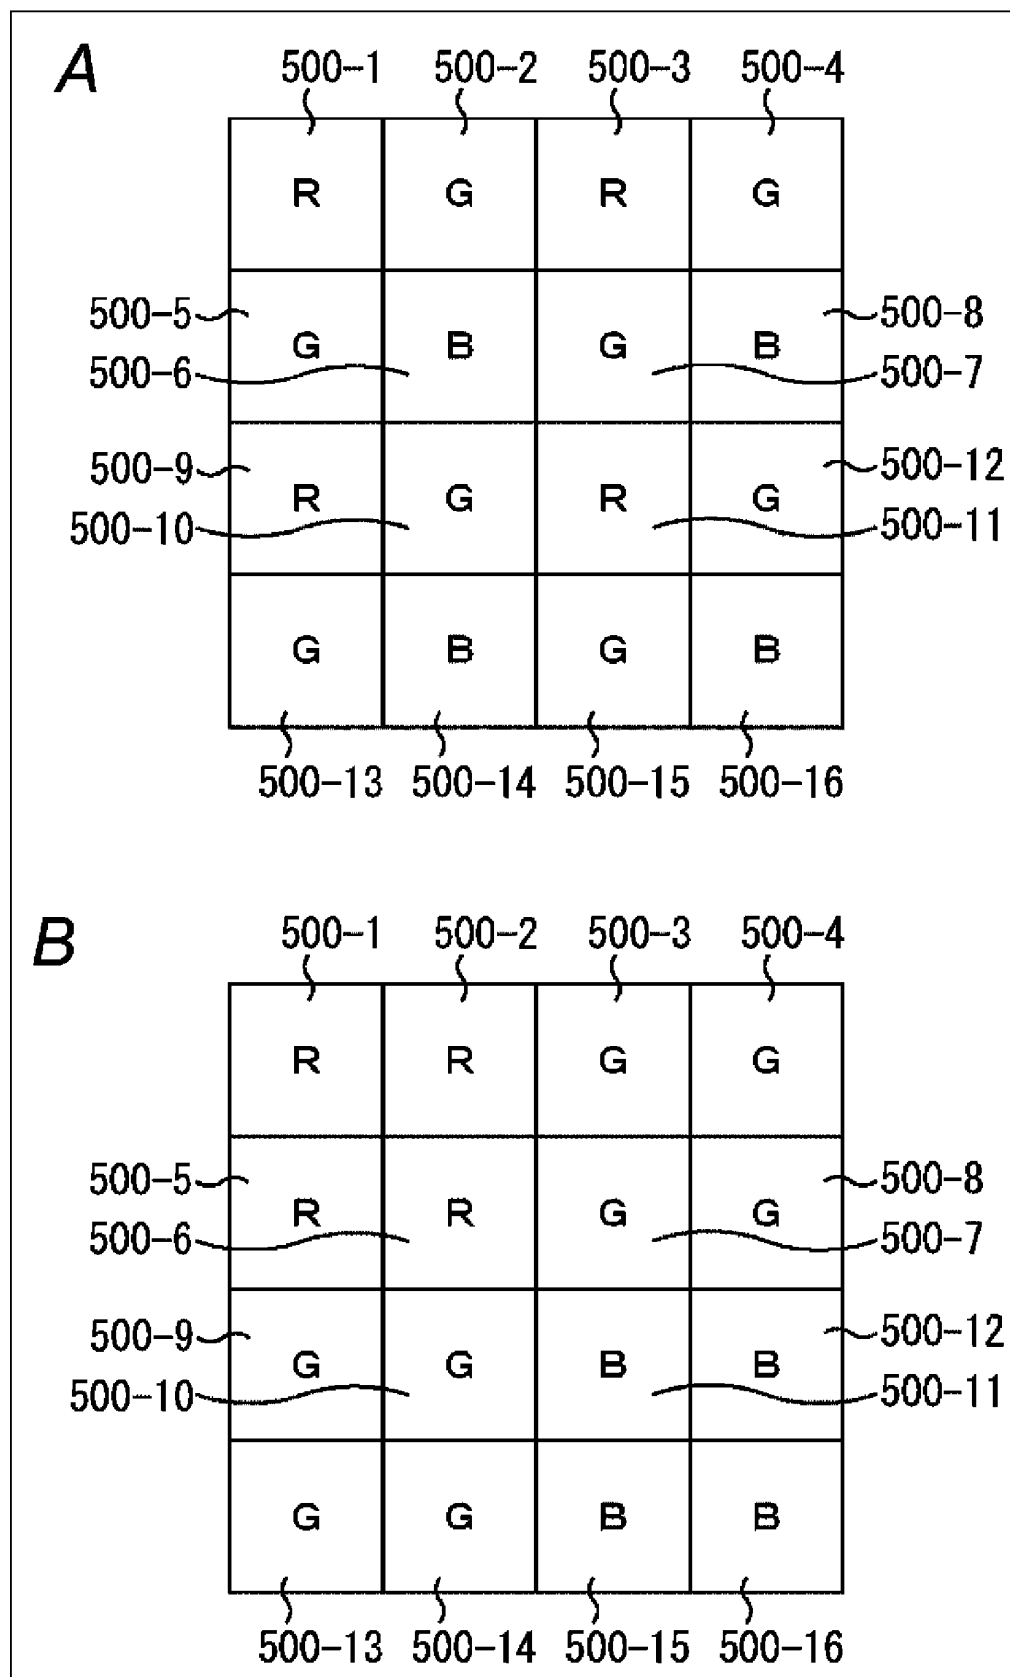 A 500-1 500-2 500-3 500-4
R G R G
500-5 500-8
G B G B
500-6 500-7
500-9 500-12
R G R G
500-10 500-11
G B G B
500-13 500-14 500-15 500-16
B 500-1 500-2 500-3 500-4
R R G G
500-5 500-8
R R G G
500-6 500-7
500-9 500-12
G G B B
500-10 500-11
G G B B
500-13 500-14 500-15 500-16